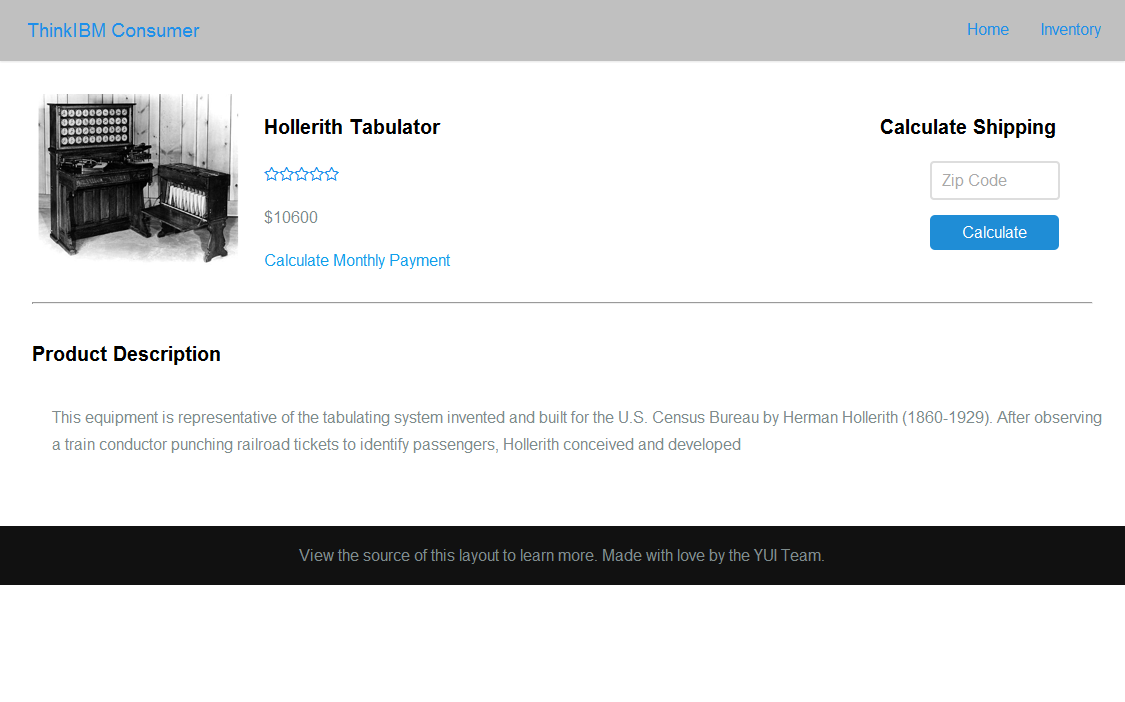 ThinkIBM Consumer
Home
Inventory
Hollerith Tabulator
Calculate Shipping
Zip Code
$10600
Calculate
Calculate Monthly Payment
Product Description
This equipment is representative of the tabulating system invented and built for the U.S. Census Bureau by Herman Hollerith (1860-1929). After observing
a train conductor punching railroad tickets to identify passengers, Hollerith conceived and developed
View the source of this layout to learn more. Made with love by the YUI Team.